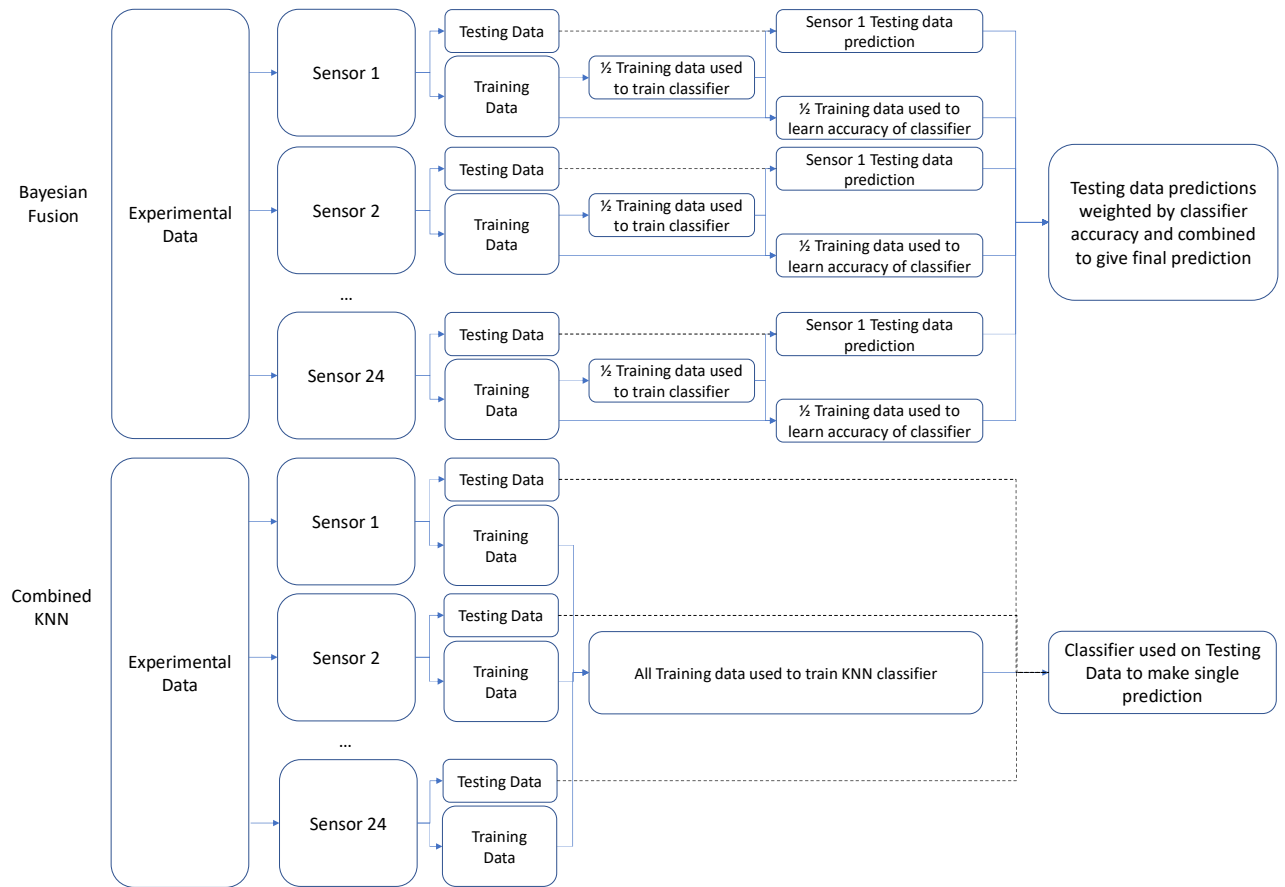 Bayesian
Fusion
Experimental
Data
Sensor 1
Testing Data
Training
Data
½ Training data used
to train classifier
Sensor 1 Testing data
prediction
½ Training data used to
learn accuracy of classifier
Sensor 2
Testing Data
Training
Data
½ Training data used
to train classifier
Sensor 1 Testing data
prediction
½ Training data used to
learn accuracy of classifier
...
Sensor 24
Testing Data
Training
Data
½ Training data used
to train classifier
Sensor 1 Testing data
prediction
½ Training data used to
learn accuracy of classifier
Testing data predictions
weighted by classifier
accuracy and combined
to give final prediction
Combined
KNN
Experimental
Data
Sensor 1
Testing Data
Training
Data
Sensor 2
Testing Data
Training
Data
...
Sensor 24
Testing Data
Training
Data
All Training data used to train KNN classifier
Classifier used on Testing
Data to make single
prediction